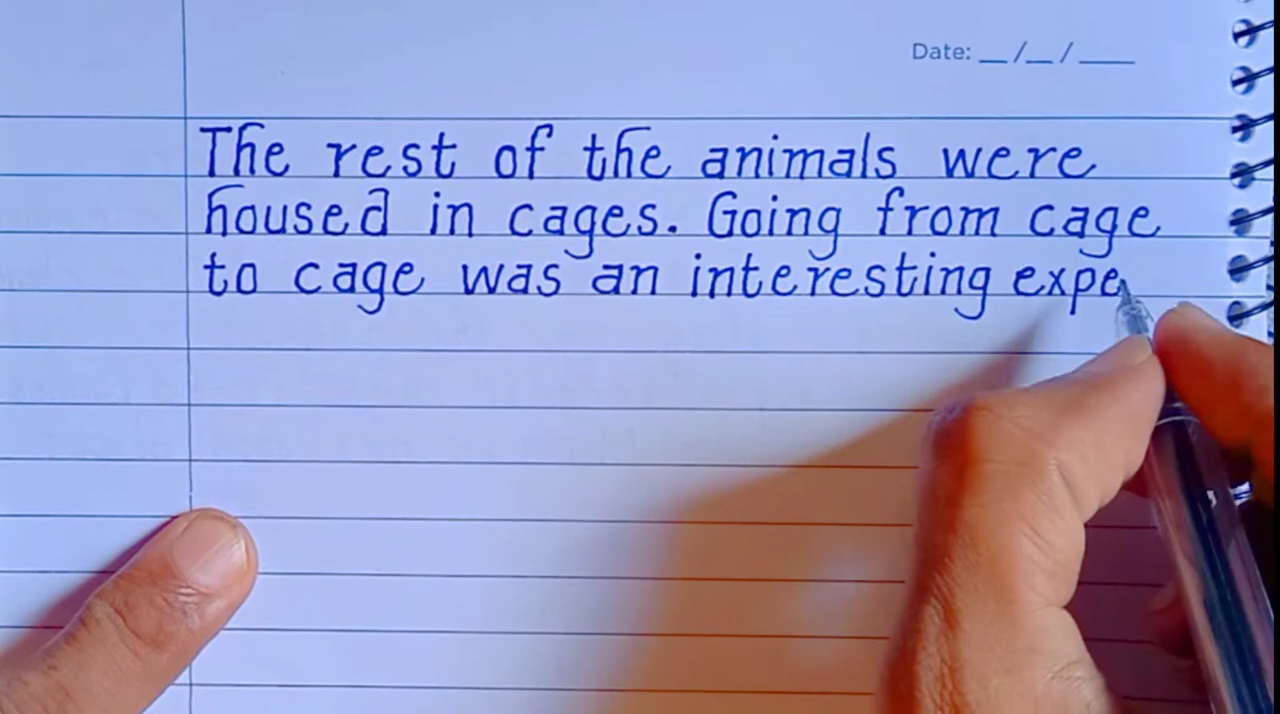 Date: __/__/____
The rest of the animals were
housed in cages. Going from cage
to cage was an interesting expe